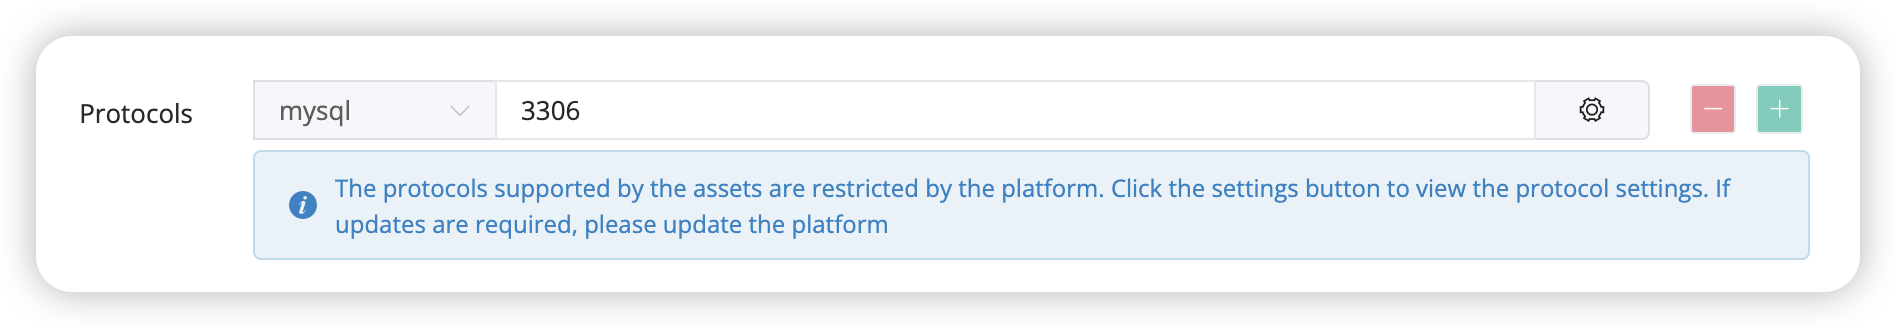 Protocols
mysql
3306
The protocols supported by the assets are restricted by the platform. Click the settings button to view the protocol settings. If
updates are required, please update the platform